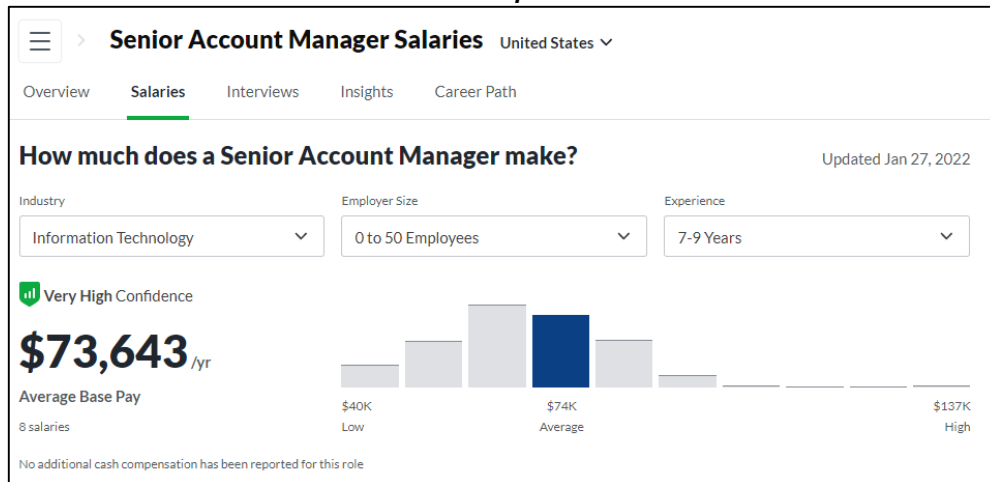 Senior Account Manager Salaries United States
Overview Salaries Interviews Insights Career Path
How much does a Senior Account Manager make? Updated Jan 27, 2022
Industry Employer Size Experience
Information Technology 0 to 50 Employees 7-9 Years
Very High Confidence
$73,643 /yr
Average Base Pay
$40K $74K $137K
8 salaries Low Average High
No additional cash compensation has been reported for this role